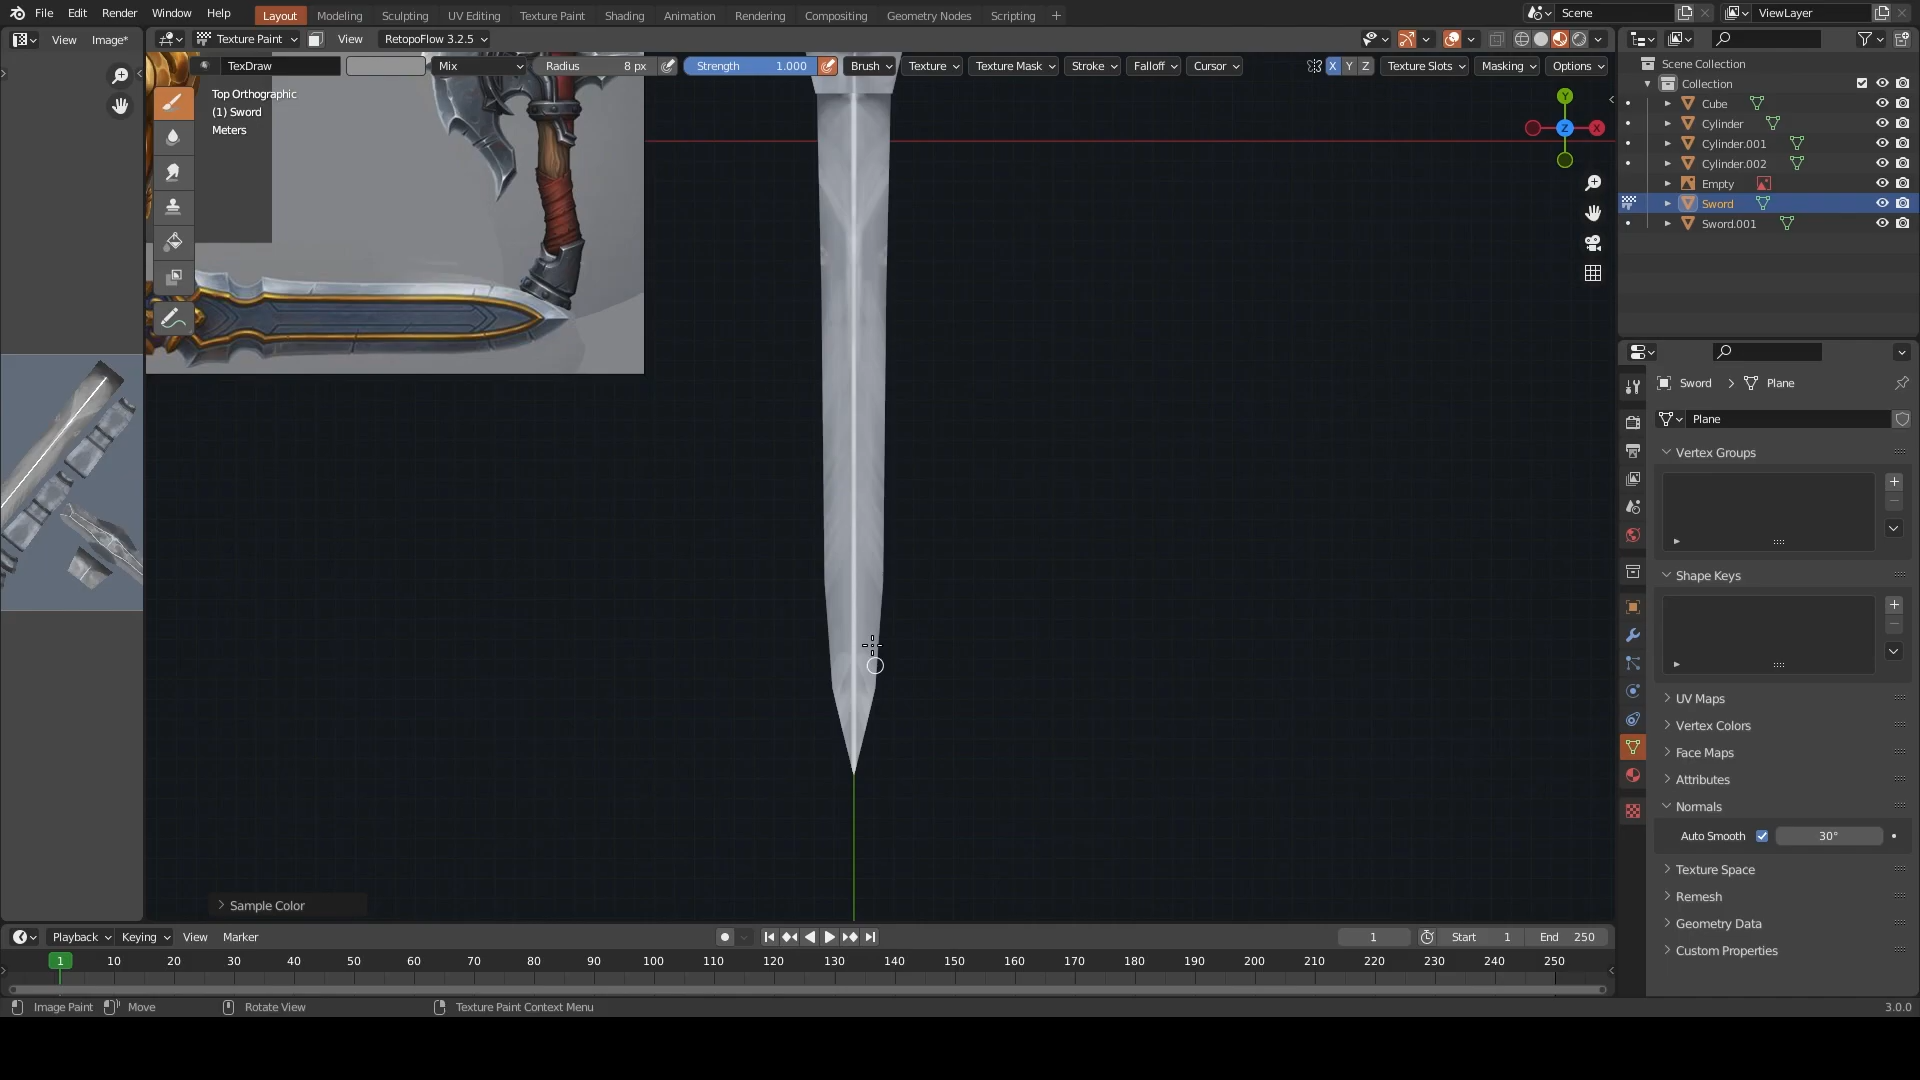 File Edit Render Window Help Layout Modeling Sculpting UV Editing Texture Paint Shading Animation Rendering Compositing Geometry Nodes Scripting + Scene ViewLayer
View Image* Texture Paint View RetopoFlow 3.2.5
TexDraw Mix Radius 8 px Strength 1.000 Brush Texture Texture Mask Stroke Falloff Cursor X Y Z Texture Slots Masking Options
Top Orthographic
(1) Sword
Meters
Y
Z X
Scene Collection
Collection
Cube
Cylinder
Cylinder.001
Cylinder.002
Empty
Sword
Sword.001
Sword > Plane
Plane
Vertex Groups
Shape Keys
UV Maps
Vertex Colors
Face Maps
Attributes
Normals
Auto Smooth 30°
Texture Space
Remesh
Geometry Data
Custom Properties
Sample Color
Playback Keying View Marker 1 Start 1 End 250
1 10 20 30 40 50 60 70 80 90 100 110 120 130 140 150 160 170 180 190 200 210 220 230 240 250
Image Paint Move Rotate View Texture Paint Context Menu 3.0.0